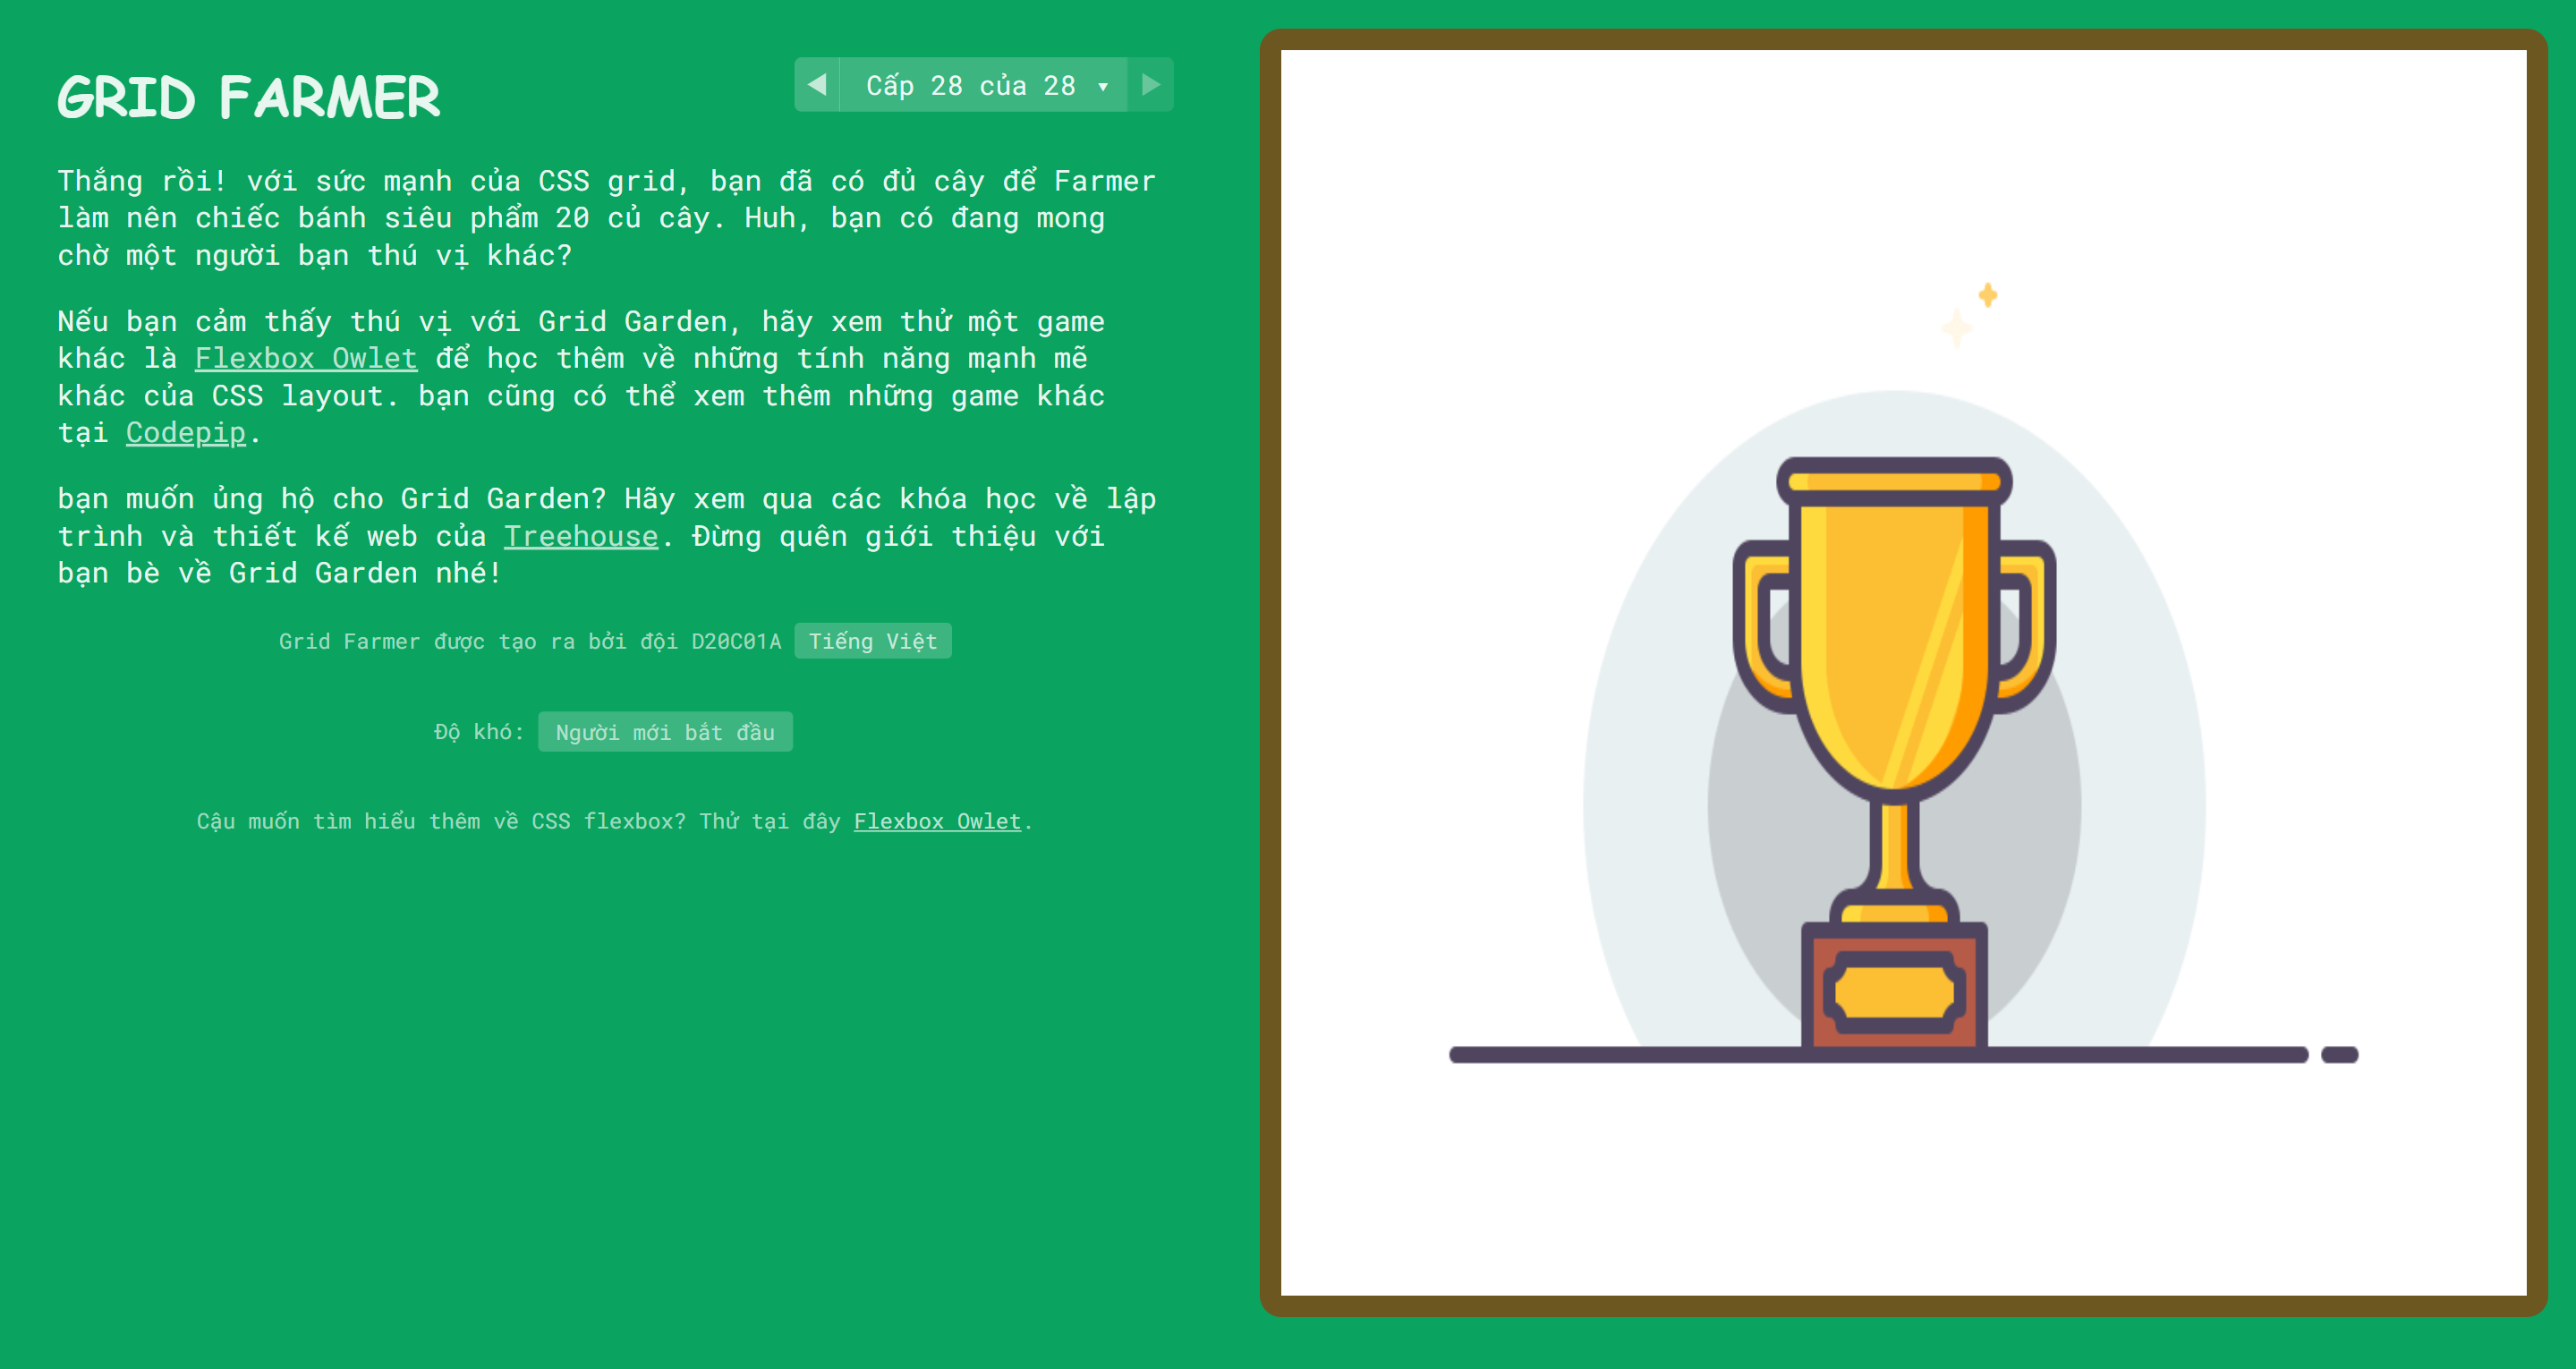 GRID FARMER
Cấp 28 của 28
Thắng rồi! với sức mạnh của CSS grid, bạn đã có đủ cây để Farmer
làm nên chiếc bánh siêu phẩm 20 củ cây. Huh, bạn có đang mong
chờ một người bạn thú vị khác?
Nếu bạn cảm thấy thú vị với Grid Garden, hãy xem thử một game
khác là Flexbox Owlet để học thêm về những tính năng mạnh mẽ
khác của CSS layout. bạn cũng có thể xem thêm những game khác
tại Codepip.
bạn muốn ủng hộ cho Grid Garden? Hãy xem qua các khóa học về lập
trình và thiết kế web của Treehouse. Đừng quên giới thiệu với
bạn bè về Grid Garden nhé!
Grid Farmer được tạo ra bởi đội D20C01A Tiếng Việt
Độ khó: Người mới bắt đầu
Cậu muốn tìm hiểu thêm về CSS flexbox? Thử tại đây Flexbox Owlet.